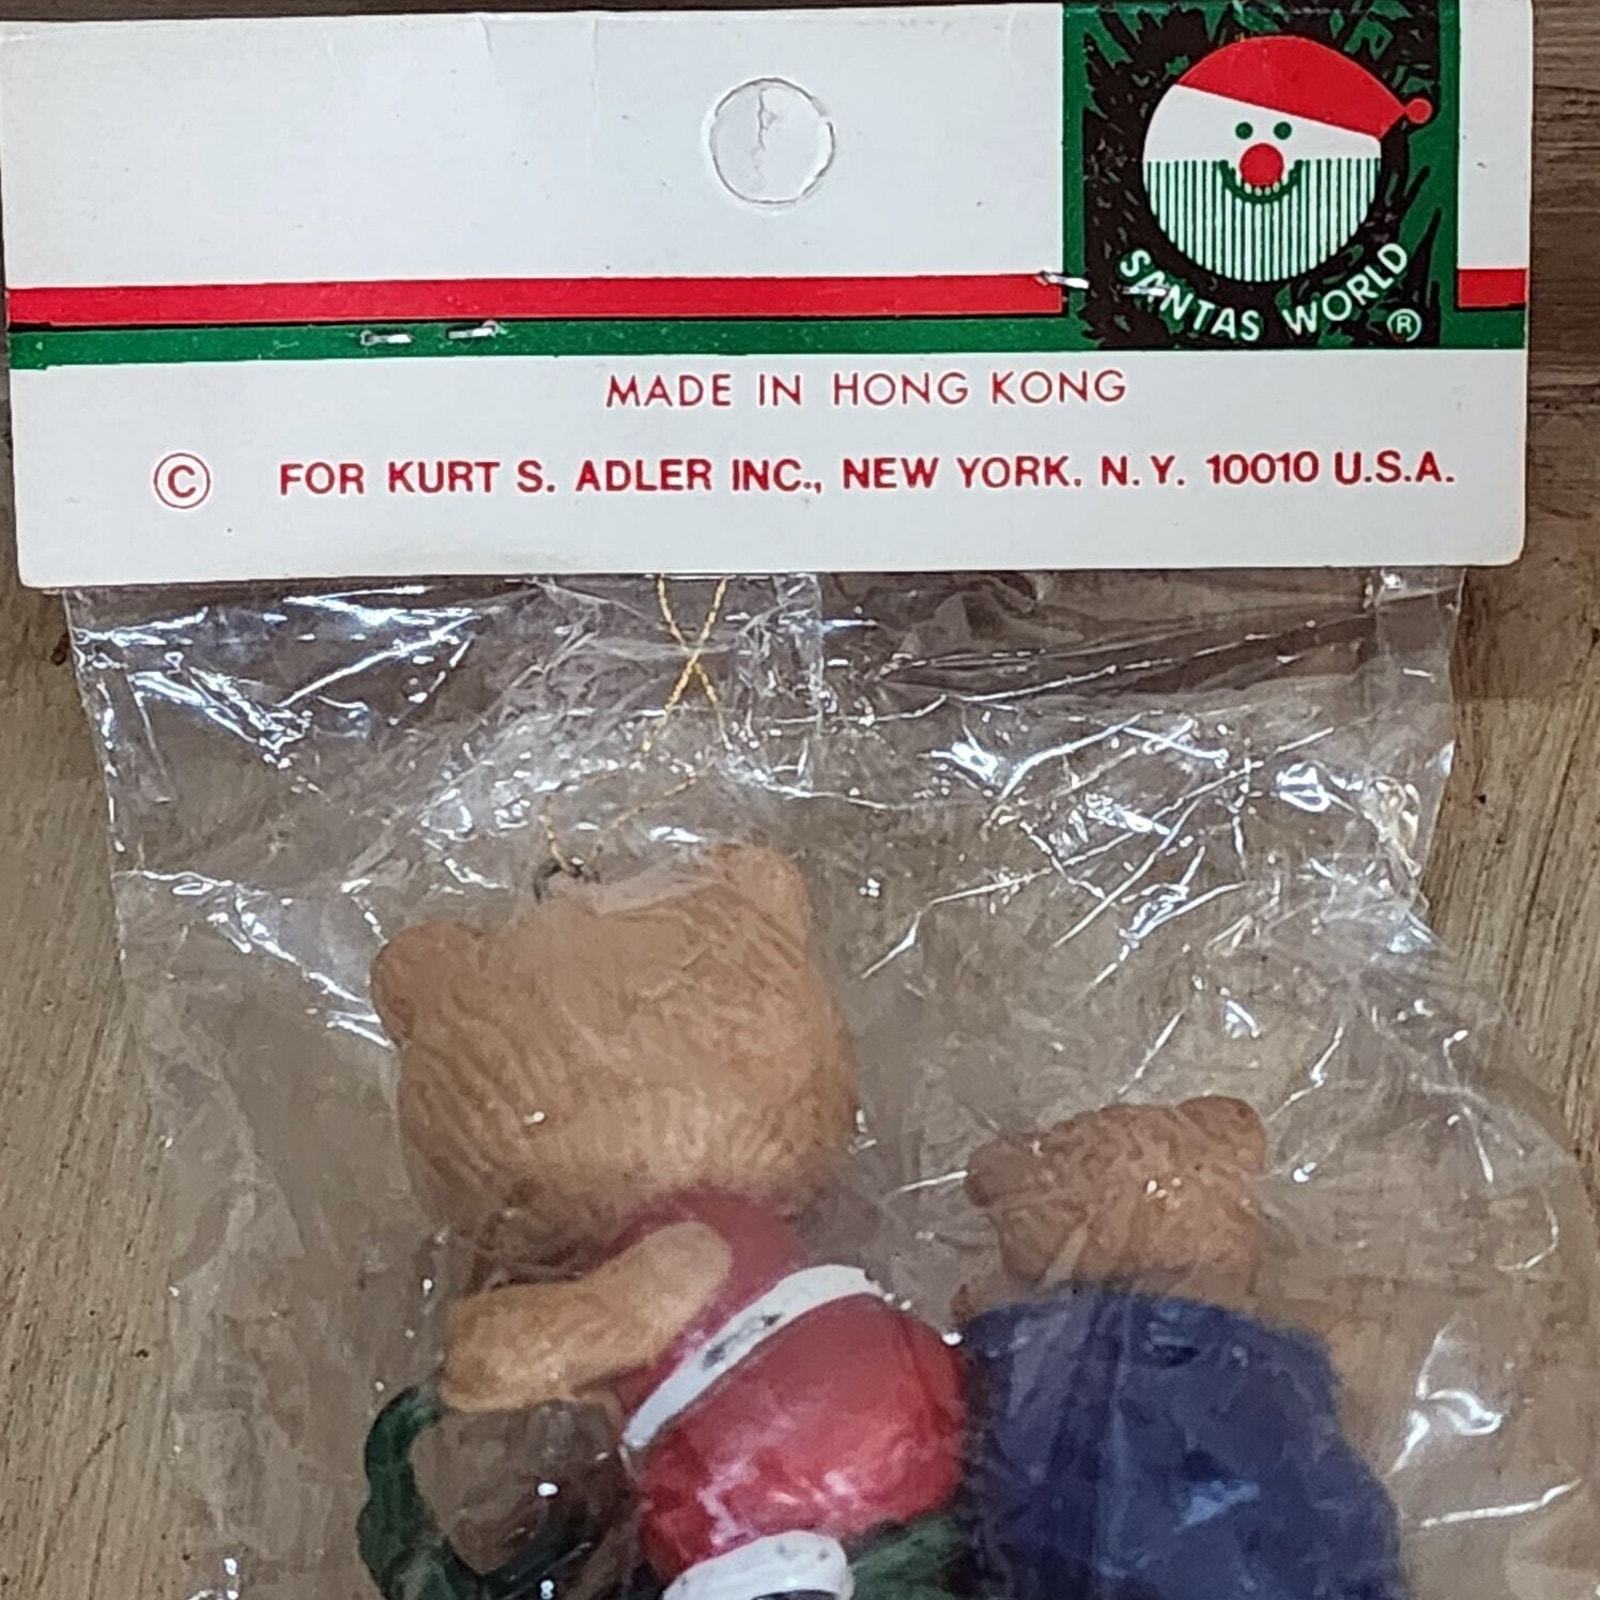 SANTAS WORLD
®
MADE IN HONG KONG
© FOR KURT S. ADLER INC., NEW YORK. N.Y. 10010 U.S.A.